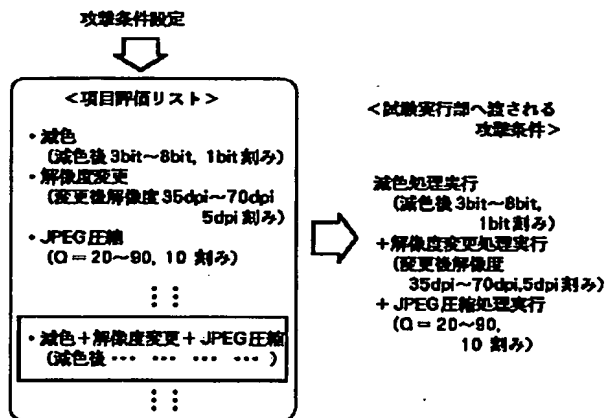 攻撃条件設定
<項目評価リスト>
・減色
(減色後 3bit～8bit, 1bit 刻み)
・解像度変更
(変更後解像度 35dpi～70dpi
5dpi 刻み)
・JPEG 圧縮
(Q = 20～90, 10 刻み)
⋮ ⋮
・減色+解像度変更+ JPEG圧縮
(減色後 … … … … )
⋮ ⋮
<試験実行部へ渡される
攻撃条件>
減色処理実行
(減色後 3bit～8bit,
1bit 刻み)
+解像度変更処理実行
(変更後解像度
35dpi～70dpi,5dpi 刻み)
+ JPEG圧縮処理実行
(Q = 20～90,
10 刻み)